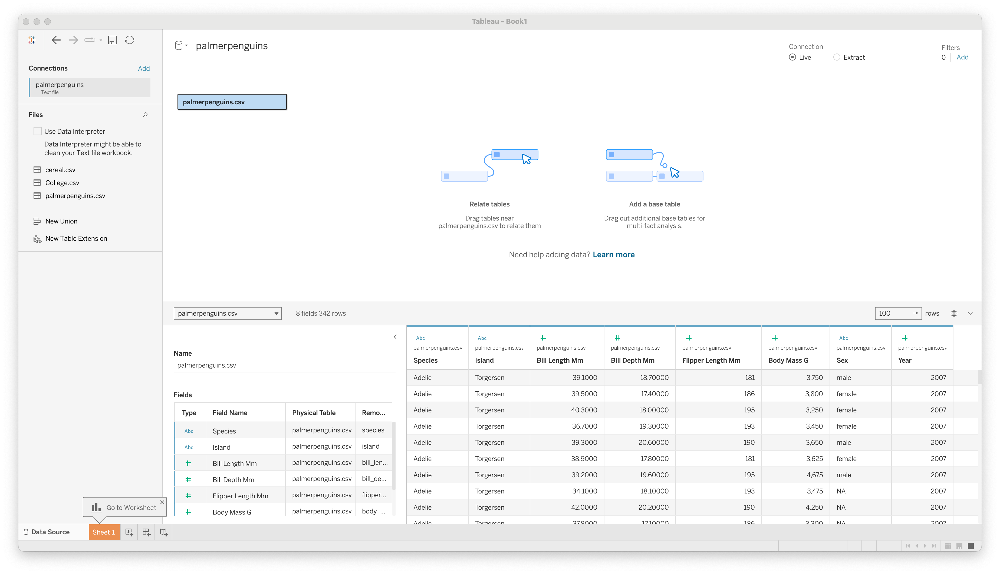 Tableau - Book1
palmerpenguins
Connection
Live
Extract
Filters
0
Add
Connections
Add
palmerpenguins
Text file
palmerpenguins.csv
Files
Use Data Interpreter
Data Interpreter might be able to
clean your Text file workbook.
cereal.csv
College.csv
palmerpenguins.csv
New Union
New Table Extension
Relate tables
Drag tables near
palmerpenguins.csv to relate them
Add a base table
Drag out additional base tables for
multi-fact analysis.
Need help adding data? Learn more
palmerpenguins.csv
8 fields 342 rows
100
rows
Name
palmerpenguins.csv
Fields
Type Field Name Physical Table Remo...
Abc Species palmerpenguins.csv species
Abc Island palmerpenguins.csv island
# Bill Length Mm palmerpenguins.csv bill_len...
# Bill Depth Mm palmerpenguins.csv bill_de...
# Flipper Length Mm palmerpenguins.csv flipper...
# Body Mass G palmerpenguins.csv body_...
Abc Abc # # # # Abc #
palmerpenguins.csv palmerpenguins.csv palmerpenguins.csv palmerpenguins.csv palmerpenguins.csv palmerpenguins.csv palmerpenguins.csv palmerpenguins.csv
Species Island Bill Length Mm Bill Depth Mm Flipper Length Mm Body Mass G Sex Year
Adelie Torgersen 39.1000 18.70000 181 3,750 male 2007
Adelie Torgersen 39.5000 17.40000 186 3,800 female 2007
Adelie Torgersen 40.3000 18.00000 195 3,250 female 2007
Adelie Torgersen 36.7000 19.30000 193 3,450 female 2007
Adelie Torgersen 39.3000 20.60000 190 3,650 male 2007
Adelie Torgersen 38.9000 17.80000 181 3,625 female 2007
Adelie Torgersen 39.2000 19.60000 195 4,675 male 2007
Adelie Torgersen 34.1000 18.10000 193 3,475 NA 2007
Adelie Torgersen 42.0000 20.20000 190 4,250 NA 2007
Adelie Torgersen 37.8000 17.10000 186 3,300 NA 2007
Go to Worksheet
Data Source
Sheet 1